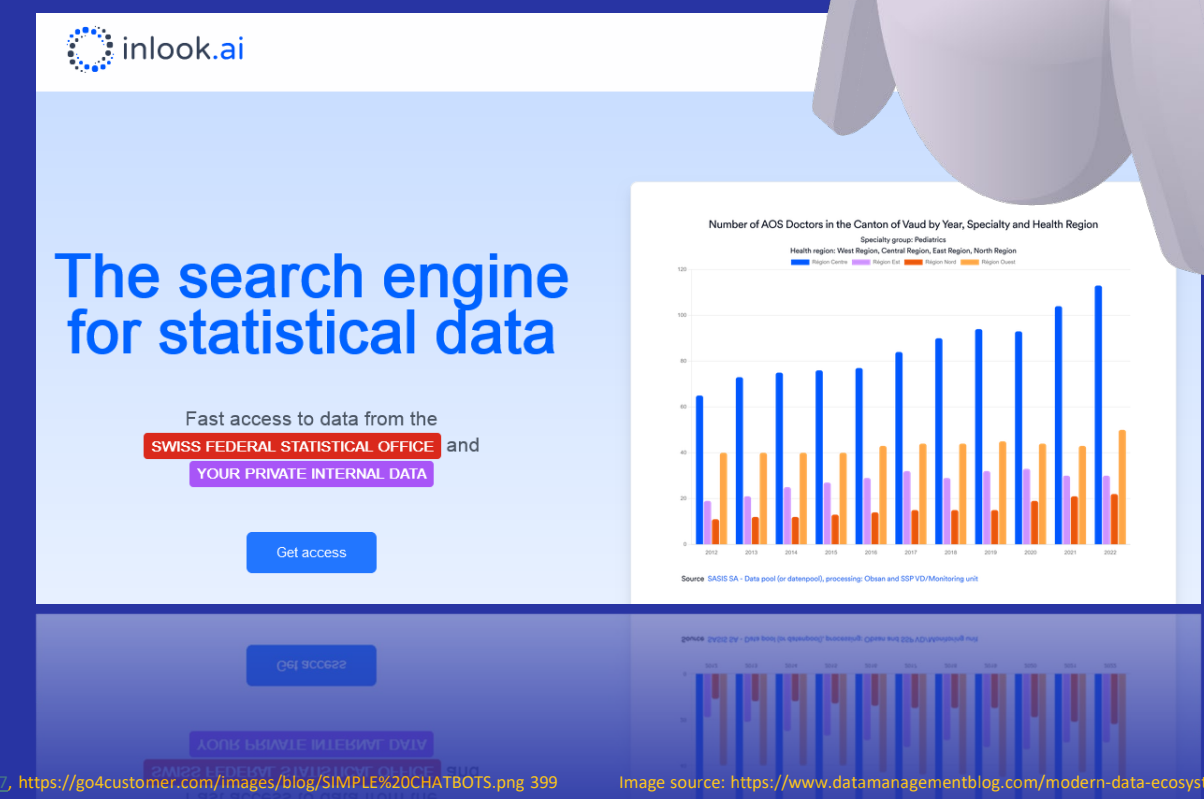 inlook.ai
The search engine
for statistical data
Fast access to data from the
SWISS FEDERAL STATISTICAL OFFICE and
YOUR PRIVATE INTERNAL DATA
Get access
Number of AOS Doctors in the Canton of Vaud by Year, Specialty and Health Region
Specialty group: Pediatrics
Health region: West Region, Central Region, East Region, North Region
Région Centre Région Est Région Nord Région Ouest
120
100
80
60
40
20
0
2012 2013 2014 2015 2016 2017 2018 2019 2020 2021 2022
Source SASIS SA - Data pool (or datenpool), processing: Obsan and SSP VD/Monitoring unit
7, https://go4customer.com/images/blog/SIMPLE%20CHATBOTS.png 399
Image source: https://www.datamanagementblog.com/modern-data-ecosyst